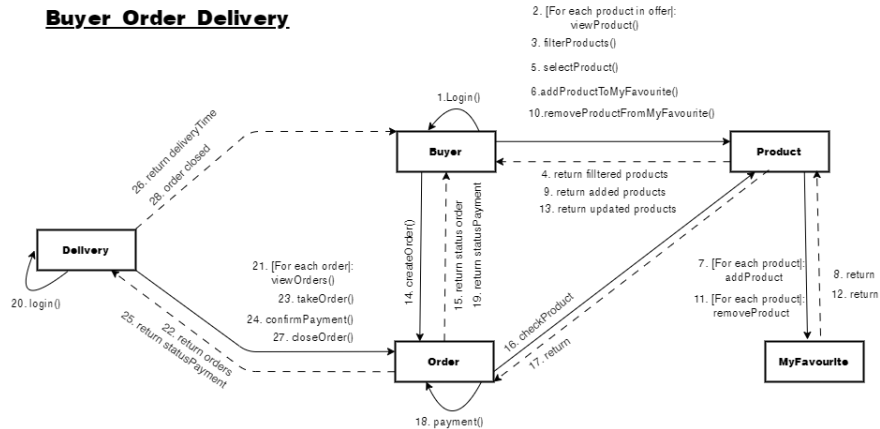 Buyer Order Delivery
2. [For each product in offer]:
viewProduct()
3. filterProducts()
5. selectProduct()
6.addProductToMyFavourite()
10.removeProductFromMyFavourite()
1.Login()
Buyer
Product
4. return filltered products
9. return added products
13. return updated products
26. return deliveryTime
28. order closed
Delivery
20. login()
21. [For each order]:
viewOrders()
23. takeOrder()
24. confirmPayment()
27. closeOrder()
22. return orders
25. return statusPayment
14. createOrder()
15. return status order
19. return statusPayment
16. checkProduct
17. return
7. [For each product]:
addProduct
11. [For each product]:
removeProduct
8. return
12. return
Order
MyFavourite
18. payment()